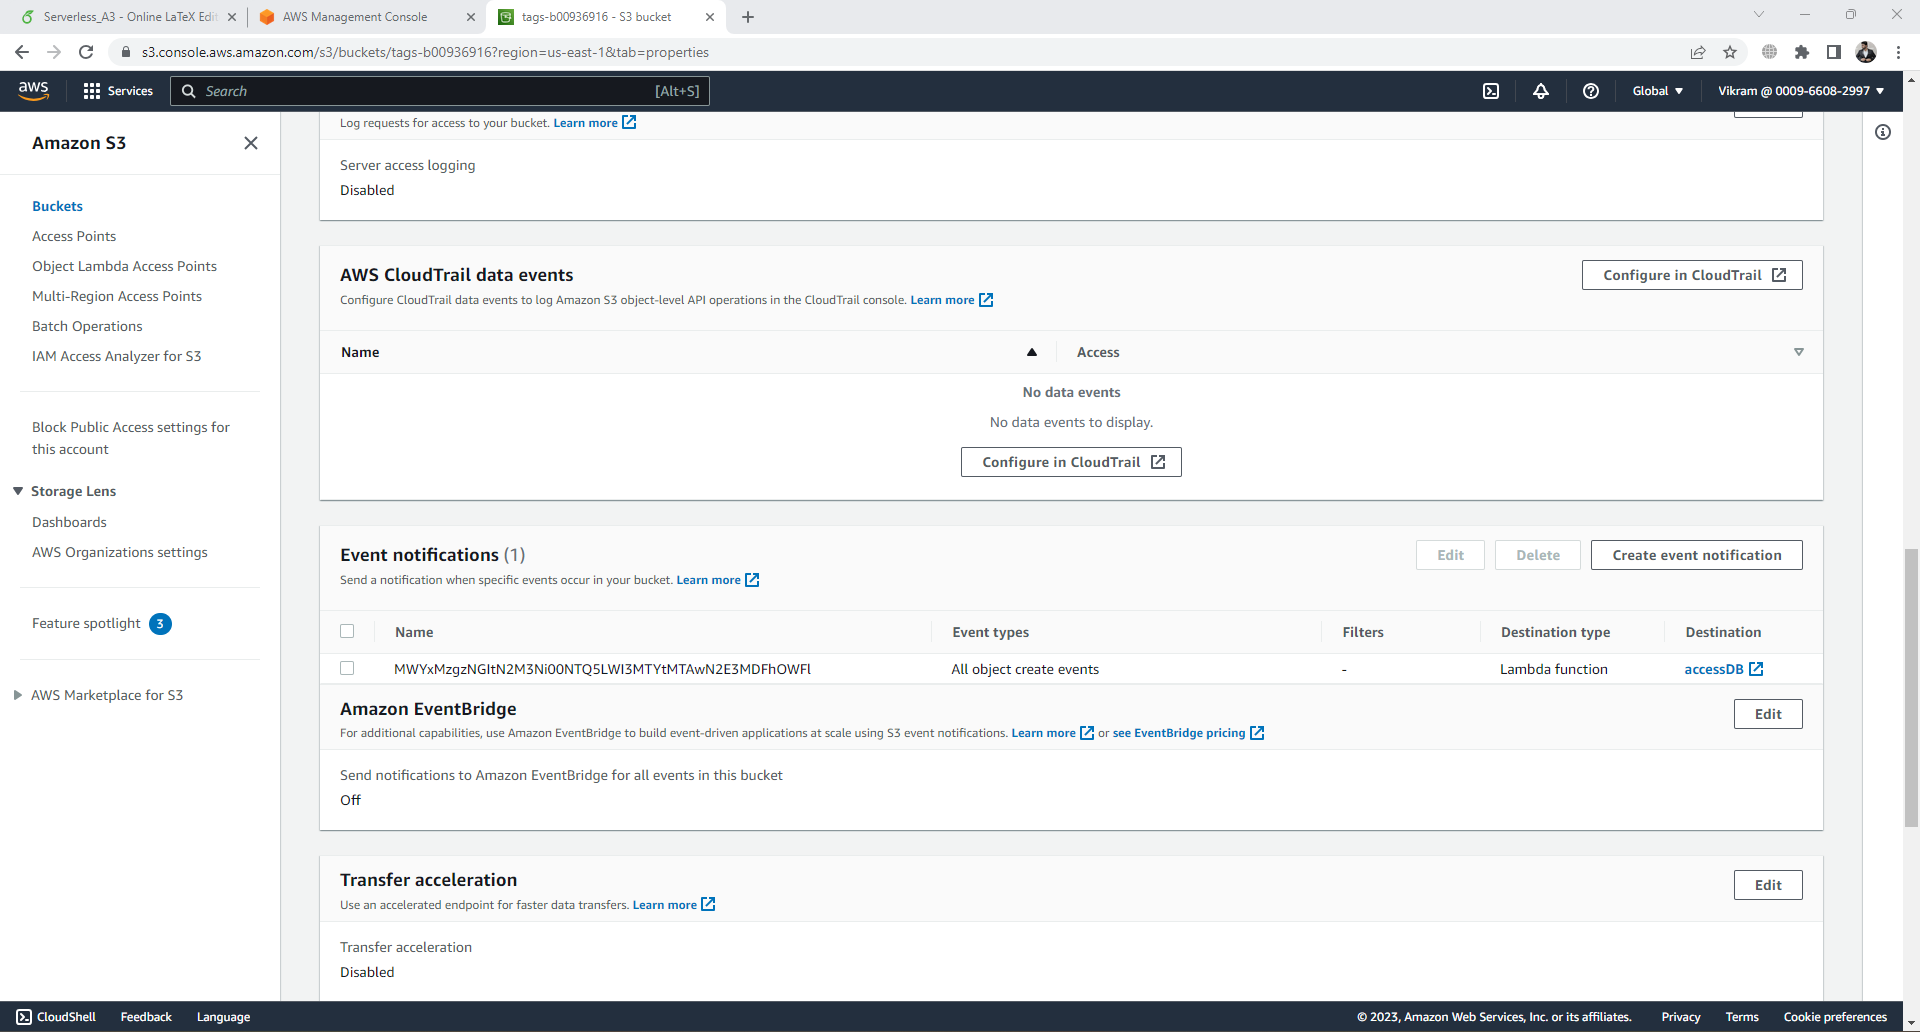 Serverless_A3 - Online LaTeX Edit
AWS Management Console
tags-b00936916 - S3 bucket
s3.console.aws.amazon.com/s3/buckets/tags-b00936916?region=us-east-1&tab=properties
aws
Services
Search
[Alt+S]
Global
Vikram @ 0009-6608-2997
Amazon S3
Buckets
Access Points
Object Lambda Access Points
Multi-Region Access Points
Batch Operations
IAM Access Analyzer for S3
Block Public Access settings for
this account
Storage Lens
Dashboards
AWS Organizations settings
Feature spotlight 3
AWS Marketplace for S3
Log requests for access to your bucket. Learn more
Server access logging
Disabled
AWS CloudTrail data events
Configure in CloudTrail
Configure CloudTrail data events to log Amazon S3 object-level API operations in the CloudTrail console. Learn more
Name Access
No data events
No data events to display.
Configure in CloudTrail
Event notifications (1)
Edit Delete Create event notification
Send a notification when specific events occur in your bucket. Learn more
Name Event types Filters Destination type Destination
MWYxMzgzNGItN2M3Ni00NTQ5LWI3MTYtMTAwN2E3MDFhOWFl All object create events - Lambda function accessDB
Amazon EventBridge
Edit
For additional capabilities, use Amazon EventBridge to build event-driven applications at scale using S3 event notifications. Learn more or see EventBridge pricing
Send notifications to Amazon EventBridge for all events in this bucket
Off
Transfer acceleration
Edit
Use an accelerated endpoint for faster data transfers. Learn more
Transfer acceleration
Disabled
CloudShell Feedback Language
© 2023, Amazon Web Services, Inc. or its affiliates. Privacy Terms Cookie preferences